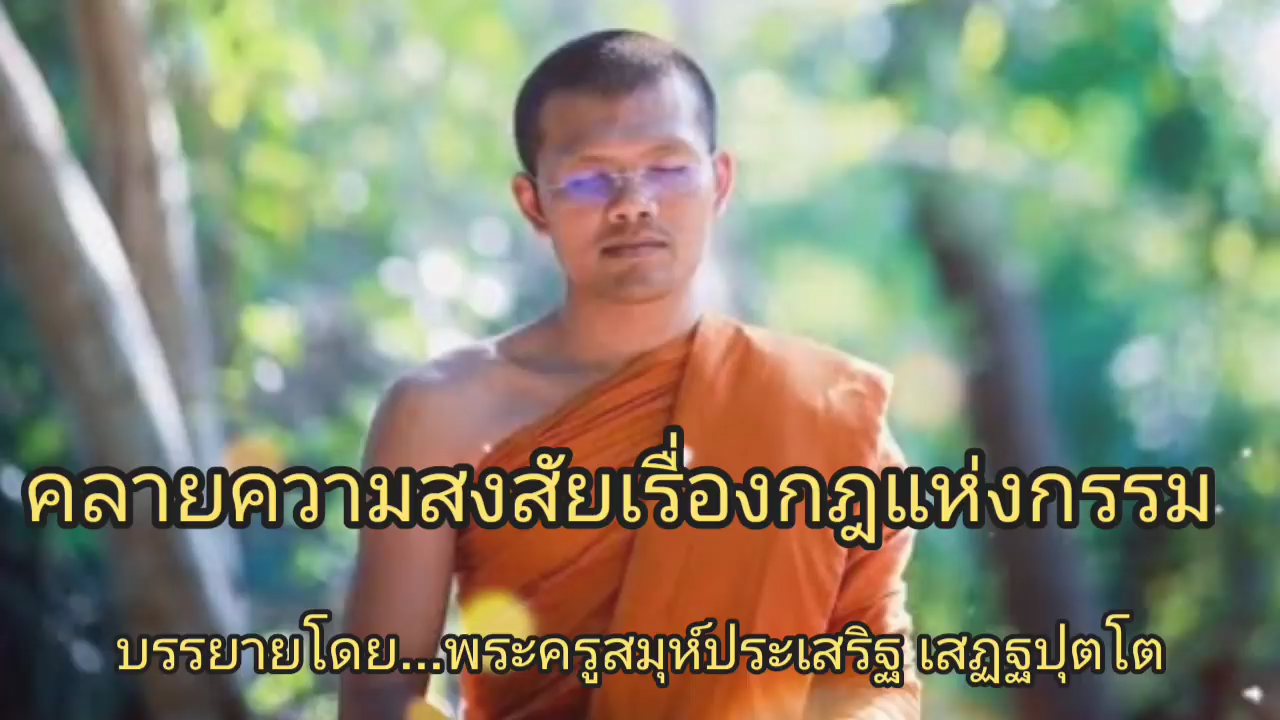 คลายความสงสัยเรื่องกฎแห่งกรรม
บรรยายโดย...พระครูสมุห์ประเสริฐ เสฏฐปุตโต